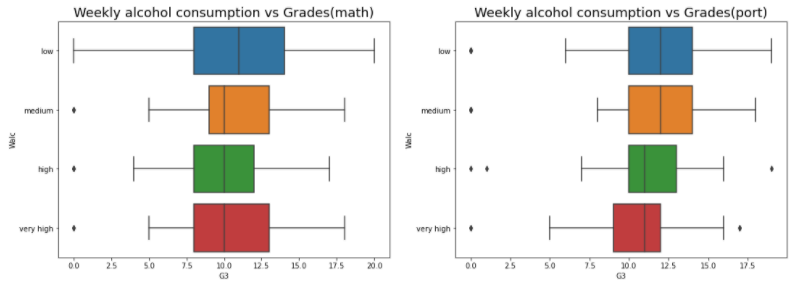 Weekly alcohol consumption vs Grades(math)
low
medium
high
very high
Walc
0.0 2.5 5.0 7.5 10.0 12.5 15.0 17.5 20.0
G3
Weekly alcohol consumption vs Grades(port)
low
medium
high
very high
Walc
0.0 2.5 5.0 7.5 10.0 12.5 15.0 17.5
G3